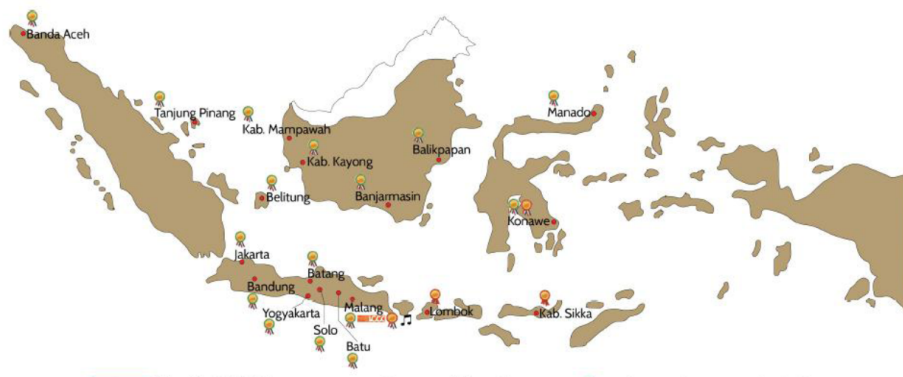 Banda Aceh
Tanjung Pinang
Kab. Mampawah
Kab. Kayong
Belitung
Balikpapan
Banjarmasin
Manado
Konawe
Jakarta
Bandung
Batang
Yogyakarta
Solo
Batu
Malang
Lombok
Kab. Sikka